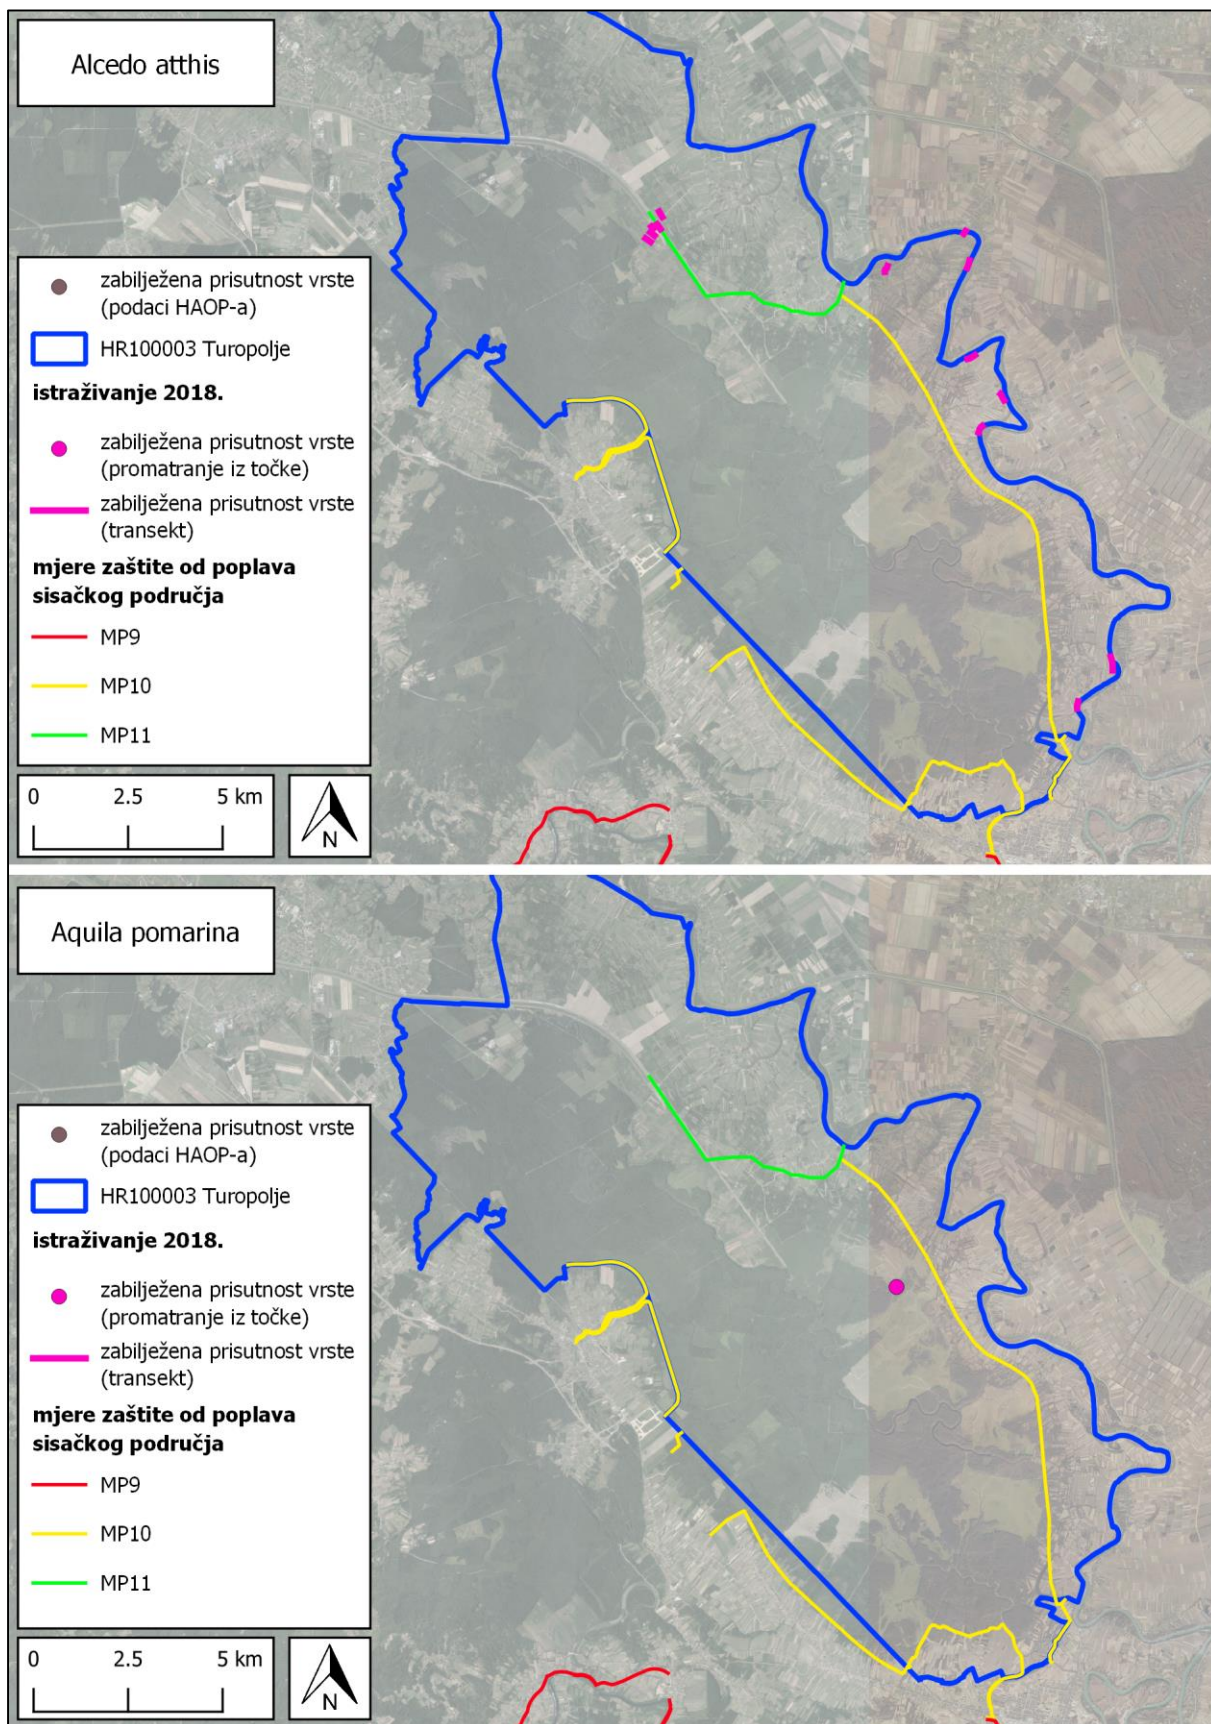 Alcedo atthis
zabilježena prisutnost vrste
(podaci HAOP-a)
HR100003 Turopolje
istraživanje 2018.
zabilježena prisutnost vrste
(promatranje iz točke)
zabilježena prisutnost vrste
(transekt)
mjere zaštite od poplava
sisačkog područja
MP9
MP10
MP11
0 2.5 5 km
N
Aquila pomarina
zabilježena prisutnost vrste
(podaci HAOP-a)
HR100003 Turopolje
istraživanje 2018.
zabilježena prisutnost vrste
(promatranje iz točke)
zabilježena prisutnost vrste
(transekt)
mjere zaštite od poplava
sisačkog područja
MP9
MP10
MP11
0 2.5 5 km
N